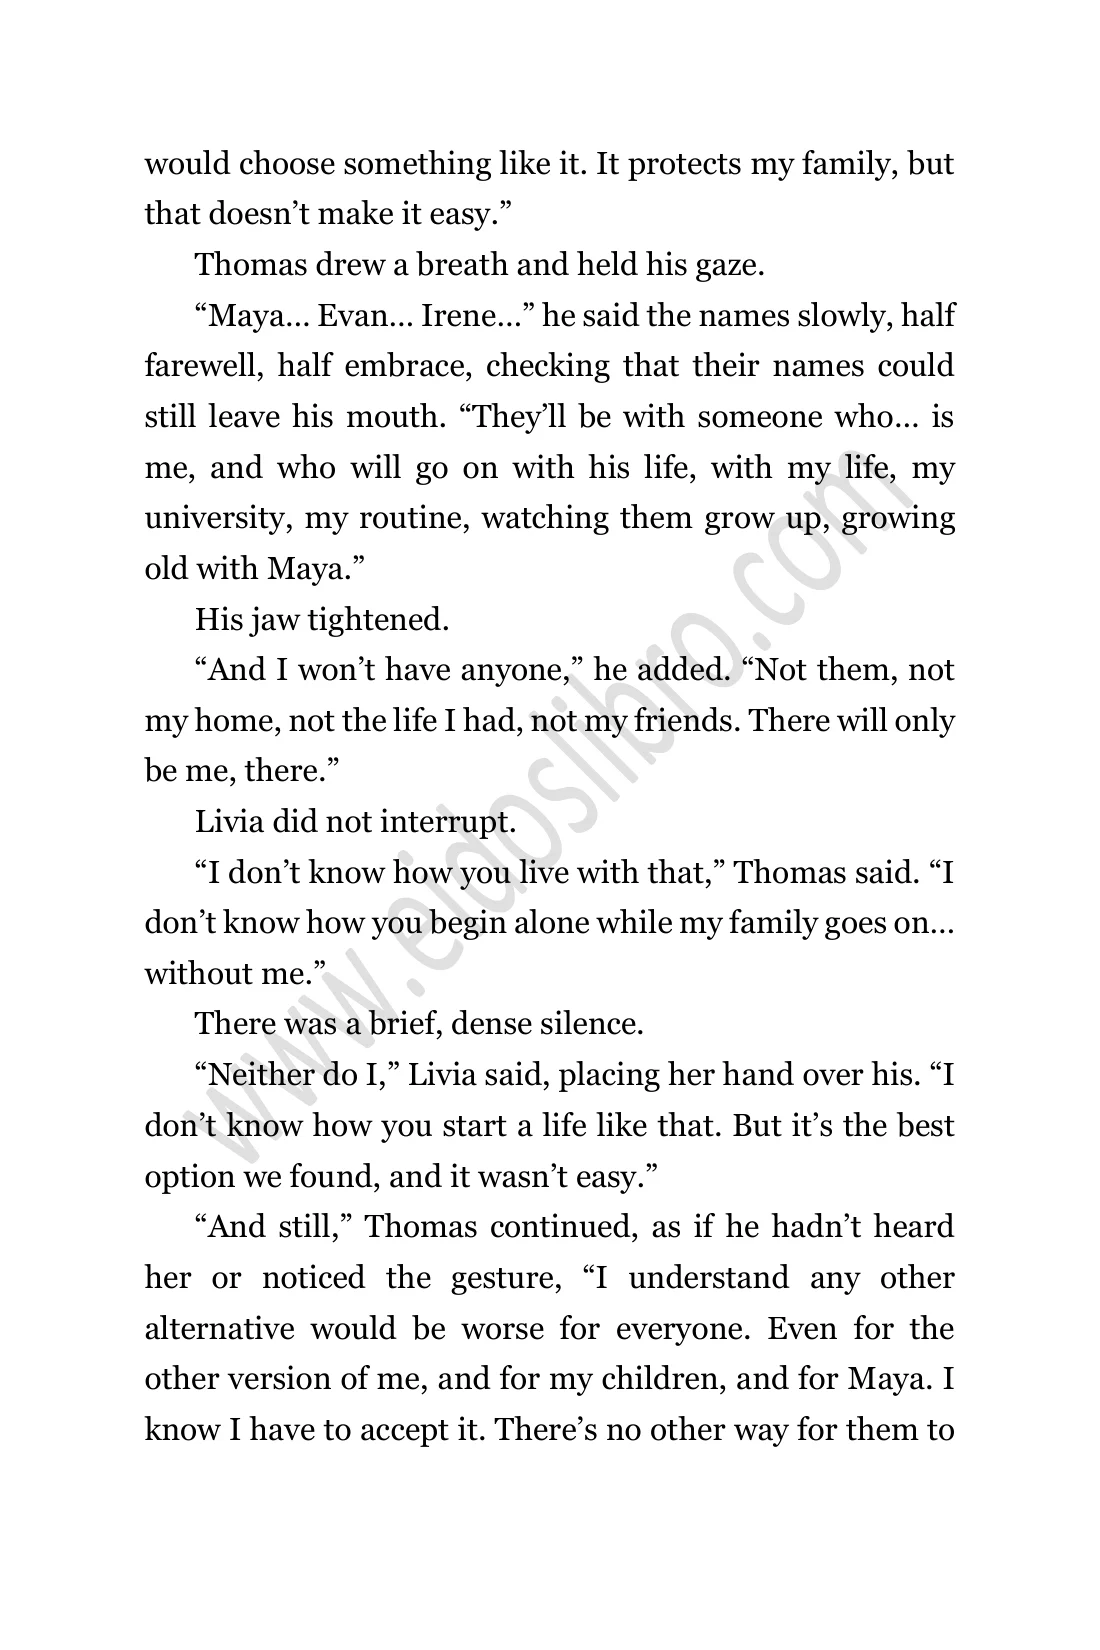 would choose something like it. It protects my family, but
that doesn’t make it easy.”
Thomas drew a breath and held his gaze.
“Maya… Evan… Irene…” he said the names slowly, half
farewell, half embrace, checking that their names could
still leave his mouth. “They’ll be with someone who… is
me, and who will go on with his life, with my life, my
university, my routine, watching them grow up, growing
old with Maya.”
His jaw tightened.
“And I won’t have anyone,” he added. “Not them, not
my home, not the life I had, not my friends. There will only
be me, there.”
Livia did not interrupt.
“I don’t know how you live with that,” Thomas said. “I
don’t know how you begin alone while my family goes on…
without me.”
There was a brief, dense silence.
“Neither do I,” Livia said, placing her hand over his. “I
don’t know how you start a life like that. But it’s the best
option we found, and it wasn’t easy.”
“And still,” Thomas continued, as if he hadn’t heard
her or noticed the gesture, “I understand any other
alternative would be worse for everyone. Even for the
other version of me, and for my children, and for Maya. I
know I have to accept it. There’s no other way for them to
www.eidoslibro.com